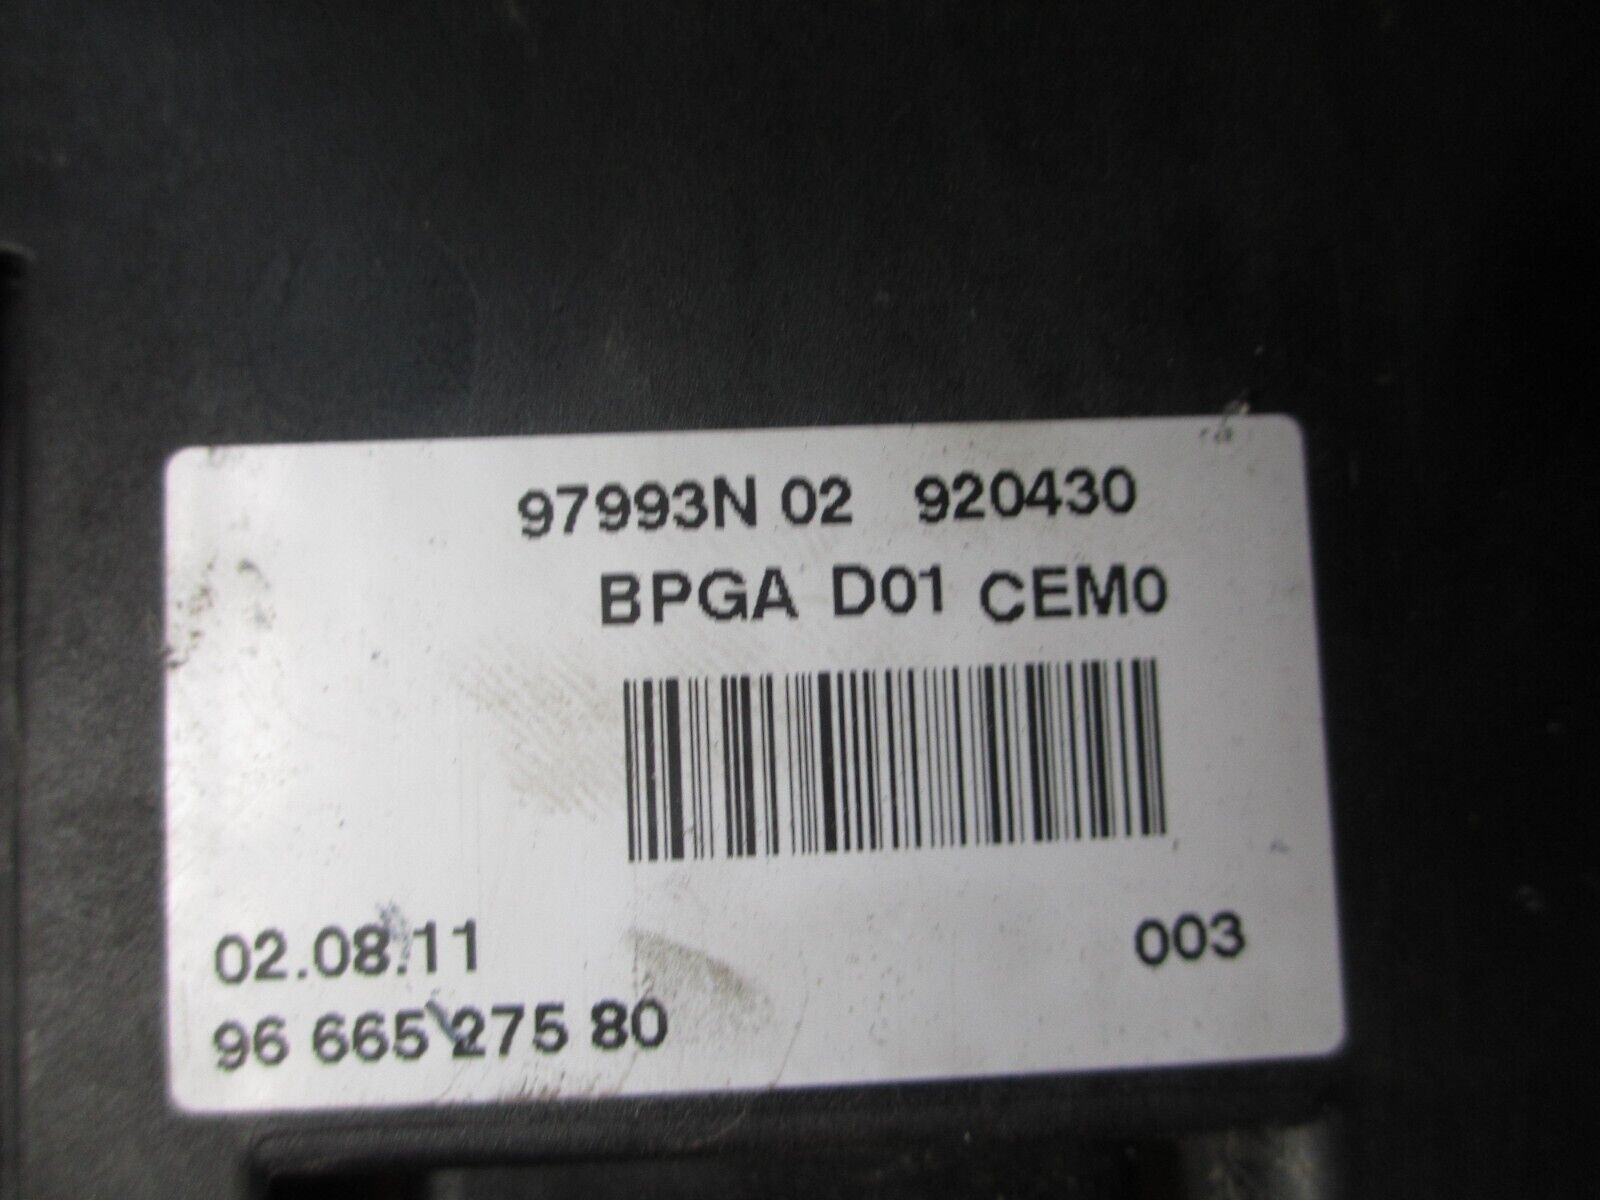 97993N 02 920430
BPGA D01 CEM0
02.08.11
003
96 665 275 80